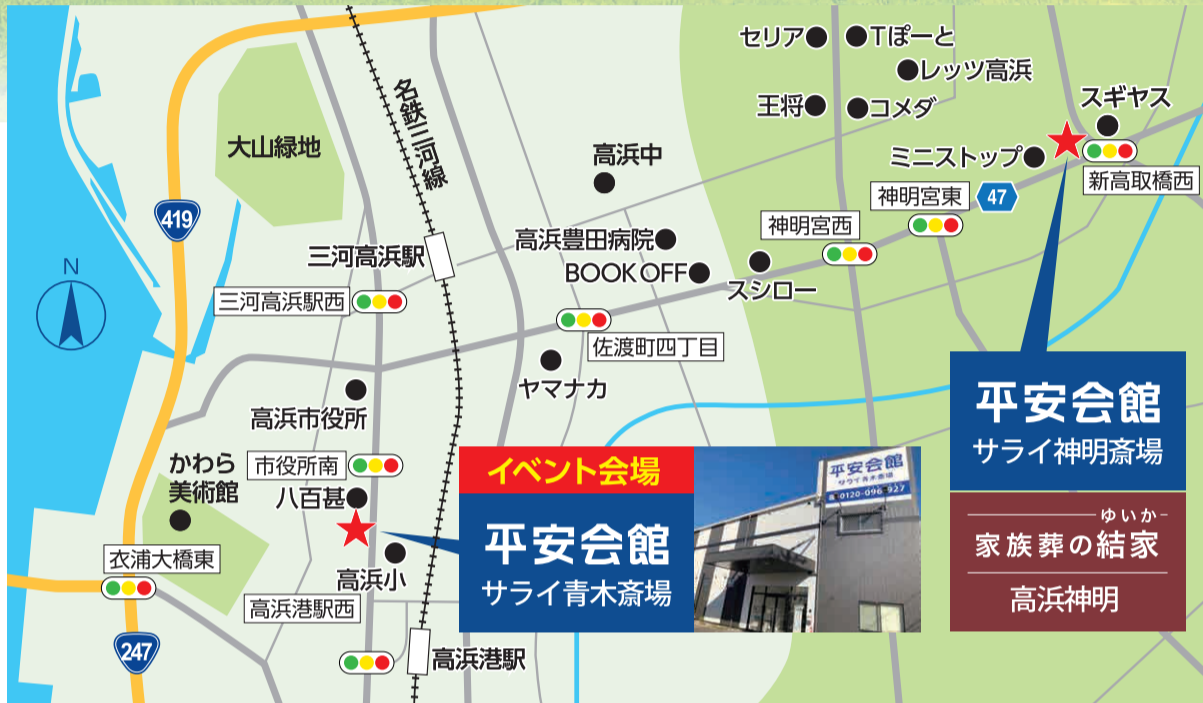 セリア
Tぽーと
レッツ高浜
王将
コメダ
スギヤス
ミニストップ
新高取橋西
47
神明宮東
神明宮西
名鉄三河線
大山緑地
高浜中
419
三河高浜駅
高浜豊田病院
BOOK OFF
スシロー
N
三河高浜駅西
佐渡町四丁目
ヤマナカ
高浜市役所
かわら
美術館
市役所南
八百甚
衣浦大橋東
高浜小
高浜港駅西
247
高浜港駅
イベント会場
平安会館
サライ青木斎場
平安会館
サライ青木斎場
平安会館
サライ神明斎場
ゆいか
家族葬の結家
高浜神明